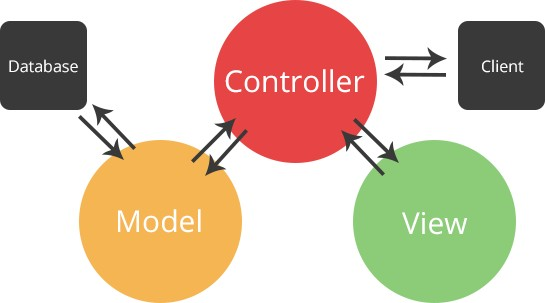 Database
Controller
Client
Model
View